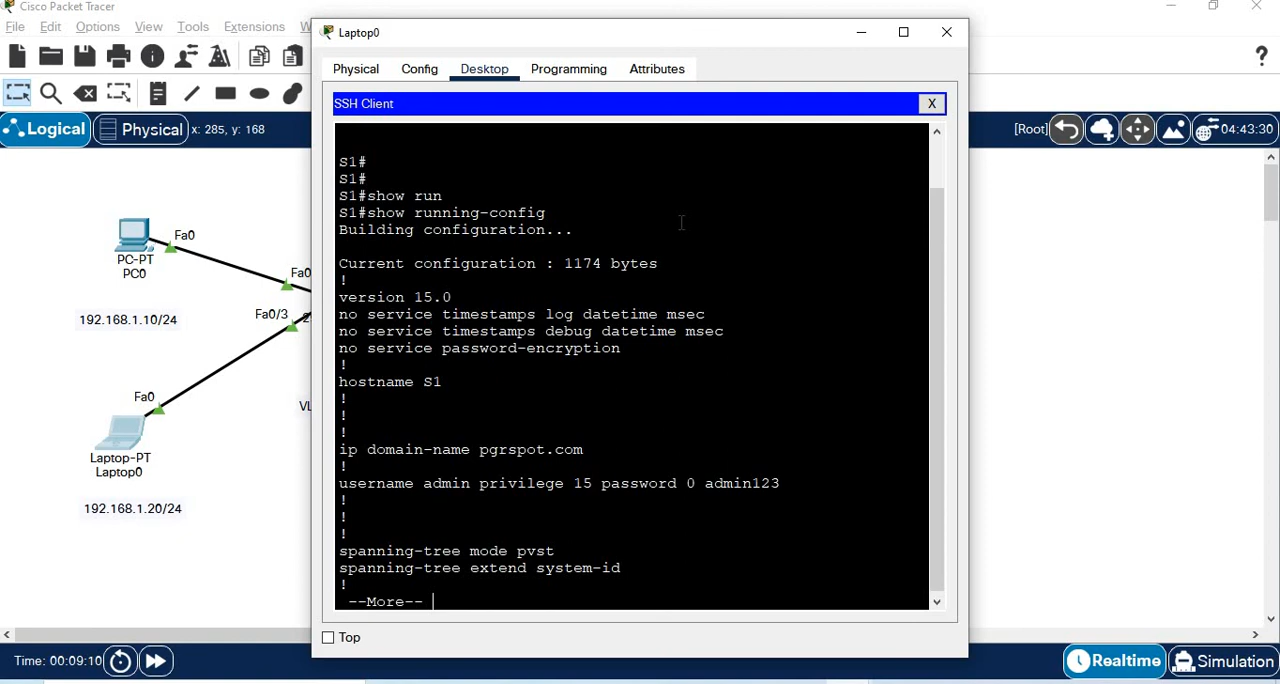 Cisco Packet Tracer
File Edit Options View Tools Extensions W
Laptop0
Physical Config Desktop Programming Attributes
SSH Client X
Logical Physical x: 285, y: 168 [Root] 04:43:30
S1#
S1#
S1#show run
S1#show running-config
Building configuration...
Current configuration : 1174 bytes
!
version 15.0
no service timestamps log datetime msec
no service timestamps debug datetime msec
no service password-encryption
!
hostname S1
!
!
!
ip domain-name pgrspot.com
!
username admin privilege 15 password 0 admin123
!
!
!
spanning-tree mode pvst
spanning-tree extend system-id
!
--More--
Fa0
PC-PT
PC0
Fa0
192.168.1.10/24
Fa0/3 2
Fa0
VL
Laptop-PT
Laptop0
192.168.1.20/24
Top
Time: 00:09:10 Realtime Simulation